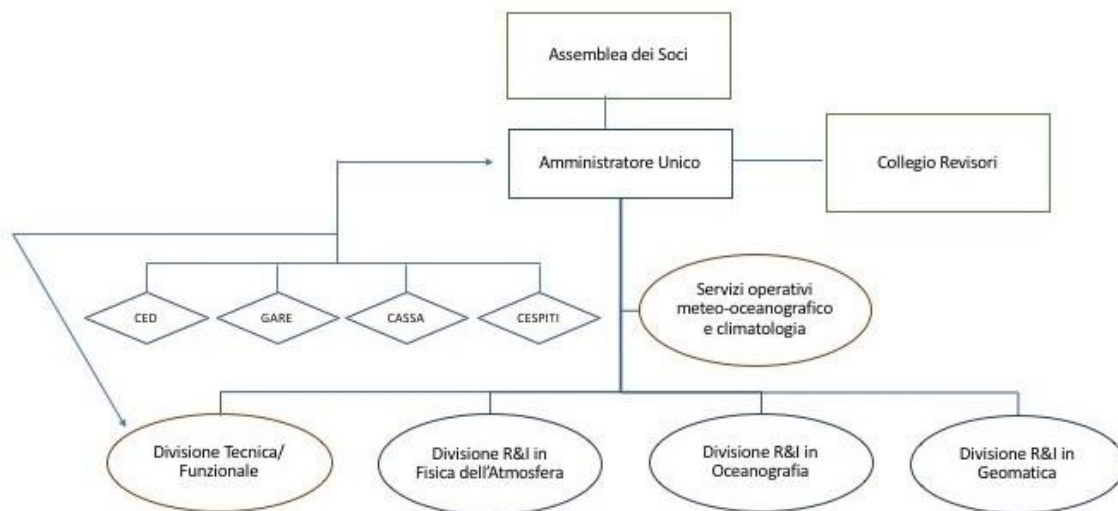 Assemblea dei Soci
Amministratore Unico
Collegio Revisori
Servizi operativi
meteo-oceanografico
e climatologia
CED
GARE
CASSA
CESPITI
Divisione Tecnica/
Funzionale
Divisione R&I in
Fisica dell'Atmosfera
Divisione R&I in
Oceanografia
Divisione R&I in
Geomatica